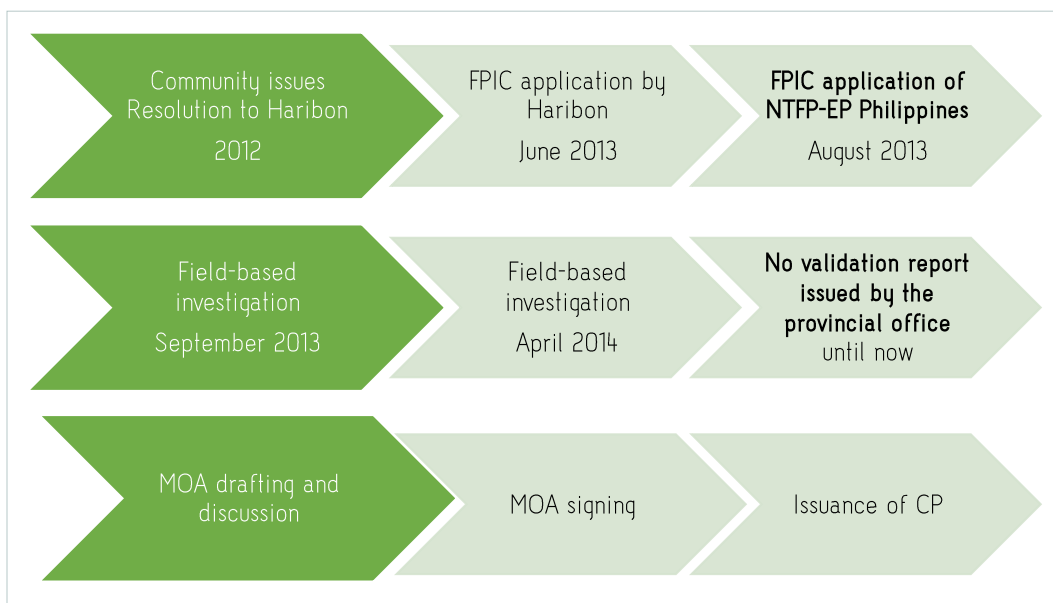 Community issues
Resolution to Haribon
2012
FPIC application by
Haribon
June 2013
FPIC application of
NTFP-EP Philippines
August 2013
Field-based
investigation
September 2013
Field-based
investigation
April 2014
No validation report
issued by the
provincial office
until now
MOA drafting and
discussion
MOA signing
Issuance of CP